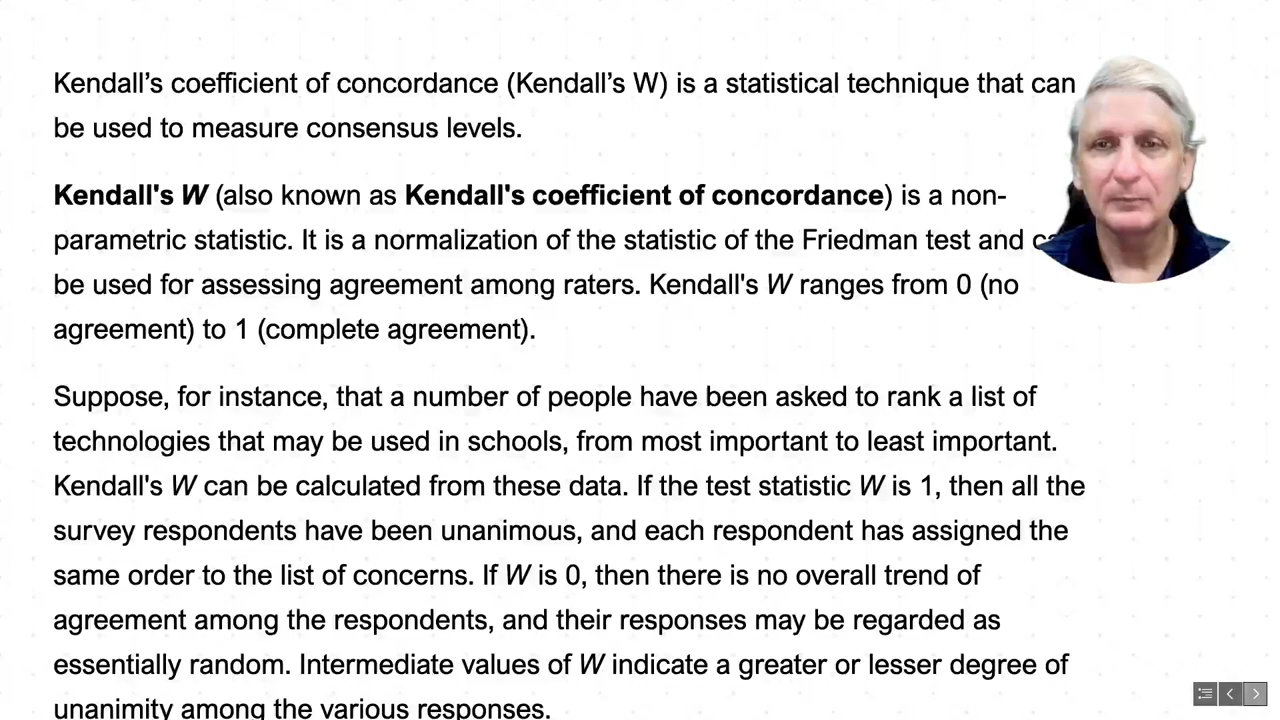 Kendall’s coefficient of concordance (Kendall’s W) is a statistical technique that can
be used to measure consensus levels.
Kendall's W (also known as Kendall's coefficient of concordance) is a non-
parametric statistic. It is a normalization of the statistic of the Friedman test and
be used for assessing agreement among raters. Kendall's W ranges from 0 (no
agreement) to 1 (complete agreement).
Suppose, for instance, that a number of people have been asked to rank a list of
technologies that may be used in schools, from most important to least important.
Kendall's W can be calculated from these data. If the test statistic W is 1, then all the
survey respondents have been unanimous, and each respondent has assigned the
same order to the list of concerns. If W is 0, then there is no overall trend of
agreement among the respondents, and their responses may be regarded as
essentially random. Intermediate values of W indicate a greater or lesser degree of
unanimity among the various responses.